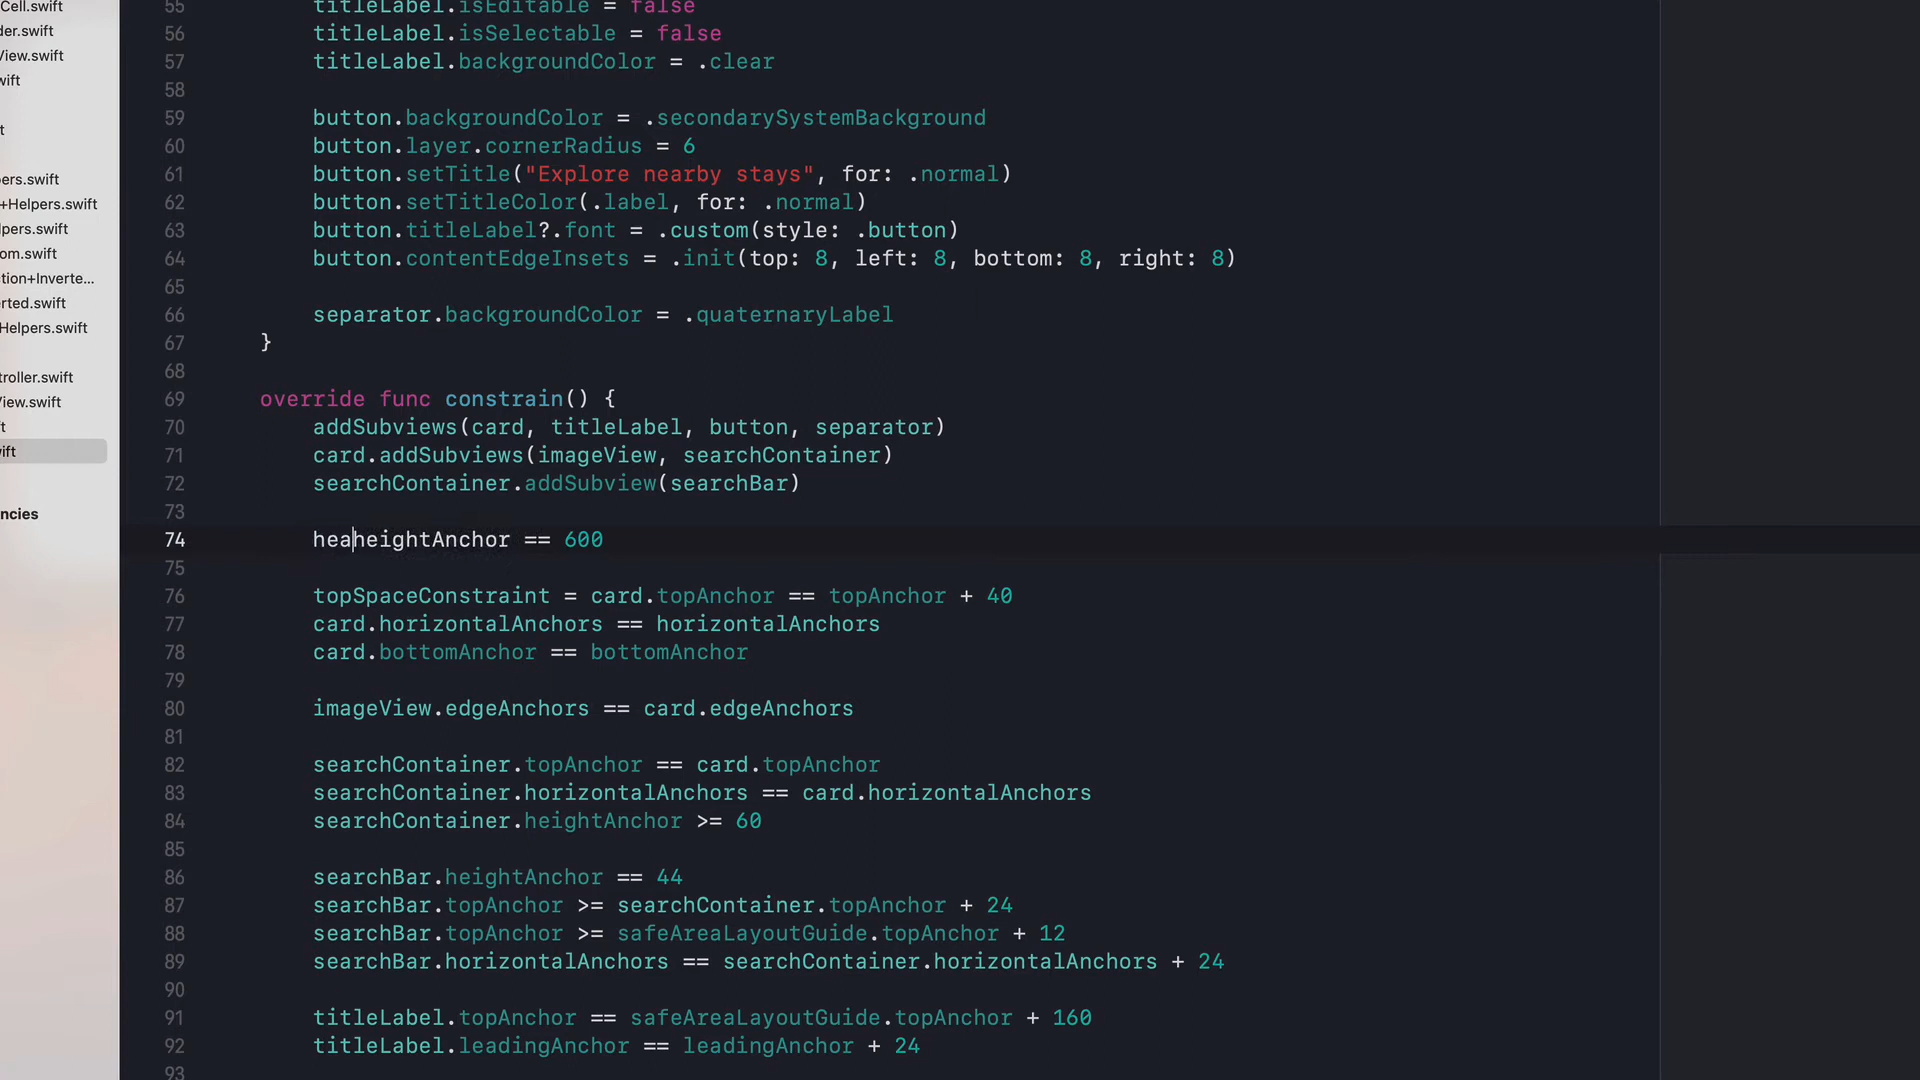 Cell.swift
der.swift
View.swift
wift
t
pers.swift
+Helpers.swift
lpers.swift
om.swift
ction+Inverte...
erted.swift
Helpers.swift
troller.swift
View.swift
ft
vift
ncies
55 titleLabel.isEditable = false
56 titleLabel.isSelectable = false
57 titleLabel.backgroundColor = .clear
58
59 button.backgroundColor = .secondarySystemBackground
60 button.layer.cornerRadius = 6
61 button.setTitle("Explore nearby stays", for: .normal)
62 button.setTitleColor(.label, for: .normal)
63 button.titleLabel?.font = .custom(style: .button)
64 button.contentEdgeInsets = .init(top: 8, left: 8, bottom: 8, right: 8)
65
66 separator.backgroundColor = .quaternaryLabel
67 }
68
69 override func constrain() {
70 addSubviews(card, titleLabel, button, separator)
71 card.addSubviews(imageView, searchContainer)
72 searchContainer.addSubview(searchBar)
73
74 heaheightAnchor == 600
75
76 topSpaceConstraint = card.topAnchor == topAnchor + 40
77 card.horizontalAnchors == horizontalAnchors
78 card.bottomAnchor == bottomAnchor
79
80 imageView.edgeAnchors == card.edgeAnchors
81
82 searchContainer.topAnchor == card.topAnchor
83 searchContainer.horizontalAnchors == card.horizontalAnchors
84 searchContainer.heightAnchor >= 60
85
86 searchBar.heightAnchor == 44
87 searchBar.topAnchor >= searchContainer.topAnchor + 24
88 searchBar.topAnchor >= safeAreaLayoutGuide.topAnchor + 12
89 searchBar.horizontalAnchors == searchContainer.horizontalAnchors + 24
90
91 titleLabel.topAnchor == safeAreaLayoutGuide.topAnchor + 160
92 titleLabel.leadingAnchor == leadingAnchor + 24
93